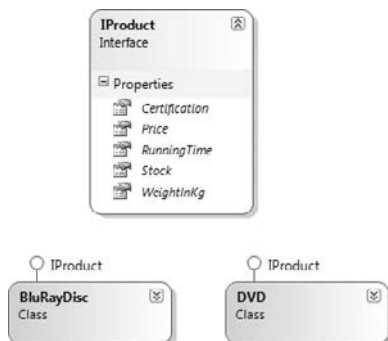 IProduct
Interface
Properties
Certification
Price
RunningTime
Stock
WeightInKg
IProduct
BluRayDisc
Class
IProduct
DVD
Class